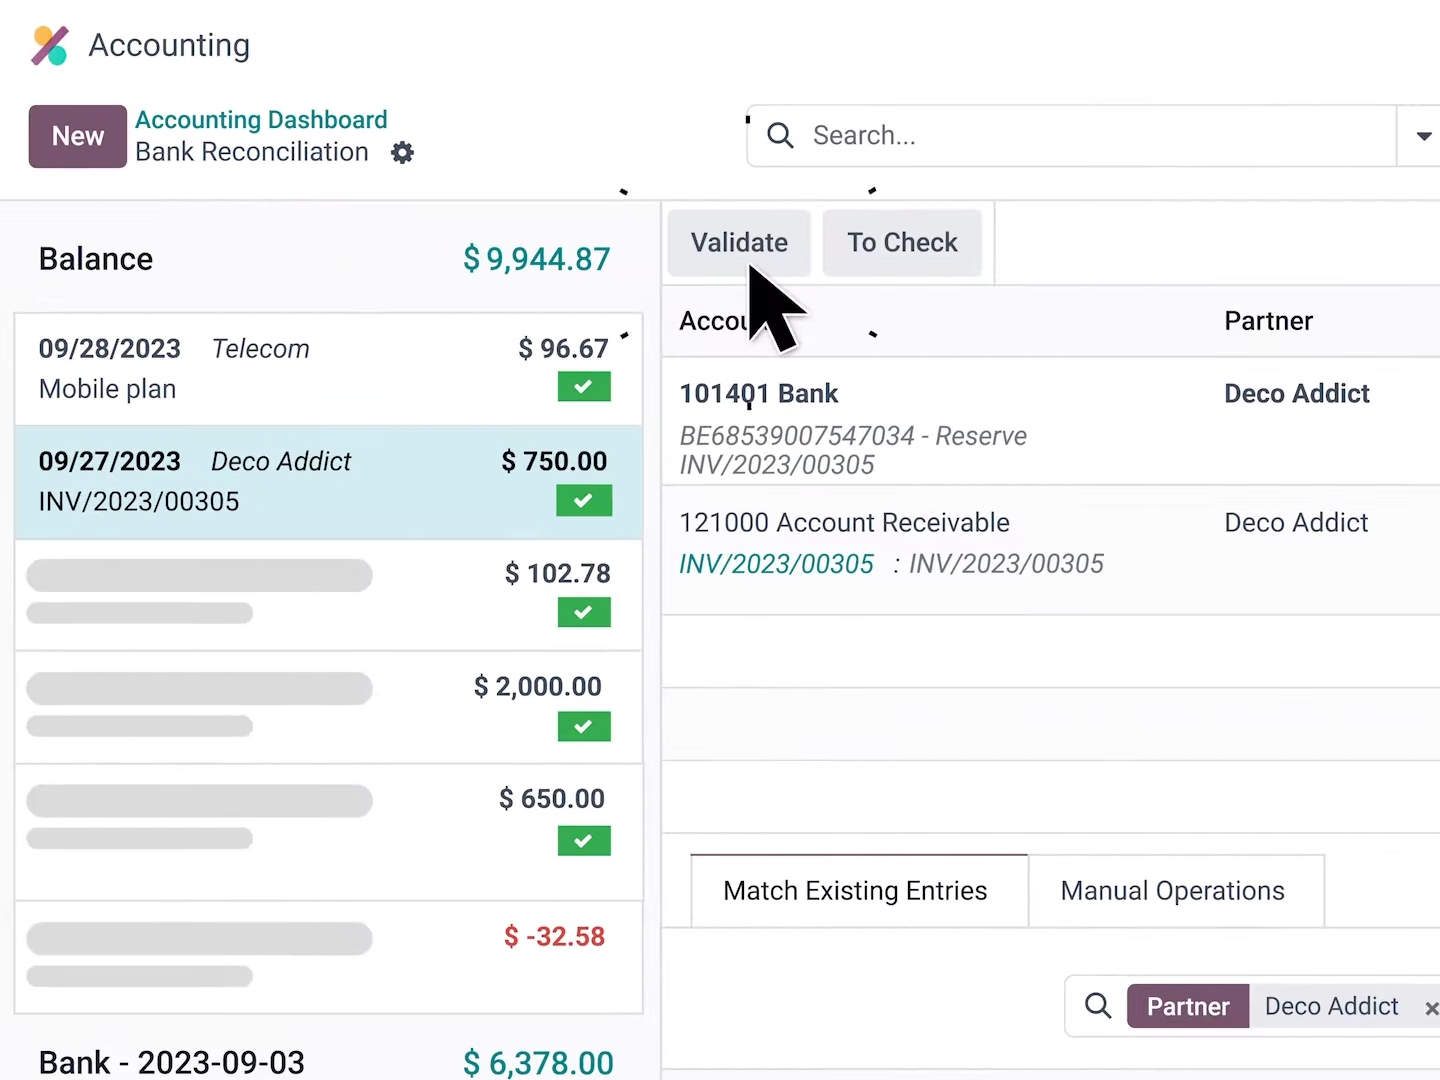 Accounting
New
Accounting Dashboard
Bank Reconciliation
Search...
Balance $ 9,944.87
Validate
To Check
Partner
09/28/2023 Telecom $ 96.67
Mobile plan
09/27/2023 Deco Addict $ 750.00
INV/2023/00305
$ 102.78
$ 2,000.00
$ 650.00
$ -32.58
Bank - 2023-09-03 $ 6,378.00
101401 Bank Deco Addict
BE68539007547034 - Reserve
INV/2023/00305
121000 Account Receivable Deco Addict
INV/2023/00305 : INV/2023/00305
Match Existing Entries
Manual Operations
Partner Deco Addict ×